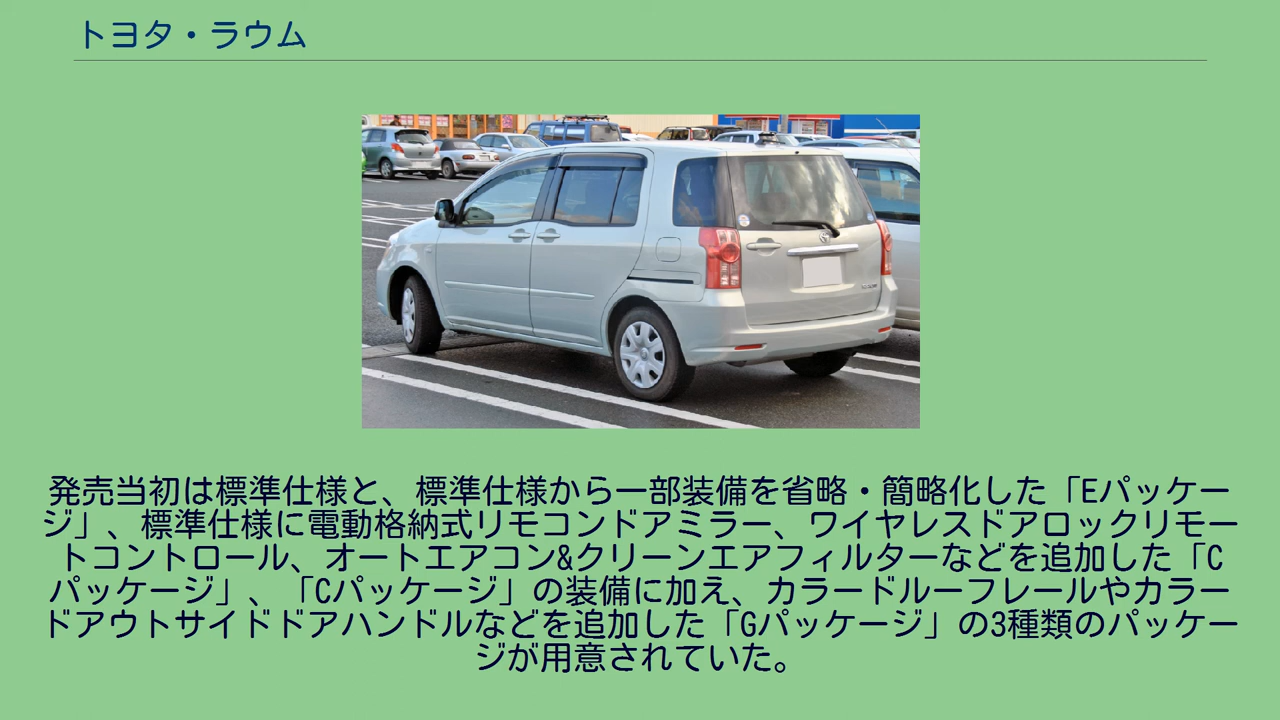 トヨタ・ラウム
発売当初は標準仕様と、標準仕様から一部装備を省略・簡略化した「Eパッケー
ジ」、標準仕様に電動格納式リモコンドアミラー、ワイヤレスドアロックリモー
トコントロール、オートエアコン&クリーンエアフィルターなどを追加した「C
パッケージ」、「Cパッケージ」の装備に加え、カラードルーフレールやカラー
ドアウトサイドドアハンドルなどを追加した「Gパッケージ」の3種類のパッケー
ジが用意されていた。